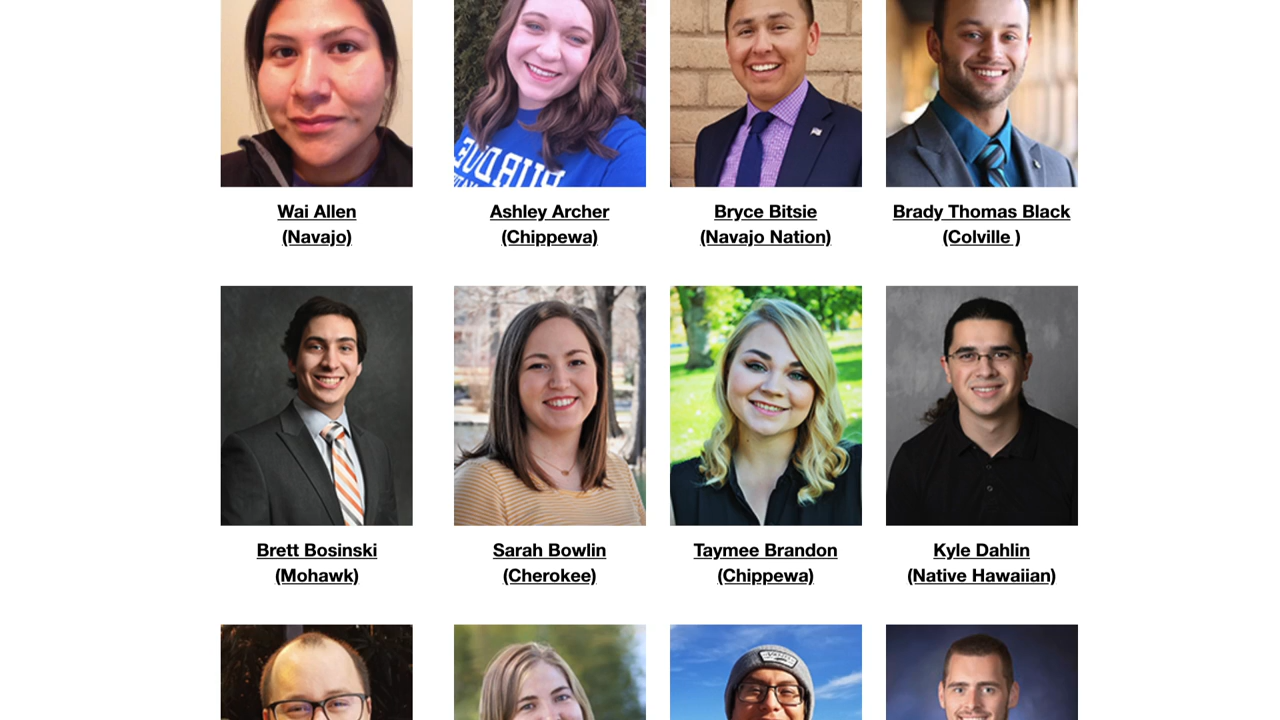 PURDUE
Wai Allen
(Navajo)
Ashley Archer
(Chippewa)
Bryce Bitsie
(Navajo Nation)
Brady Thomas Black
(Colville )
Brett Bosinski
(Mohawk)
Sarah Bowlin
(Cherokee)
Taymee Brandon
(Chippewa)
Kyle Dahlin
(Native Hawaiian)